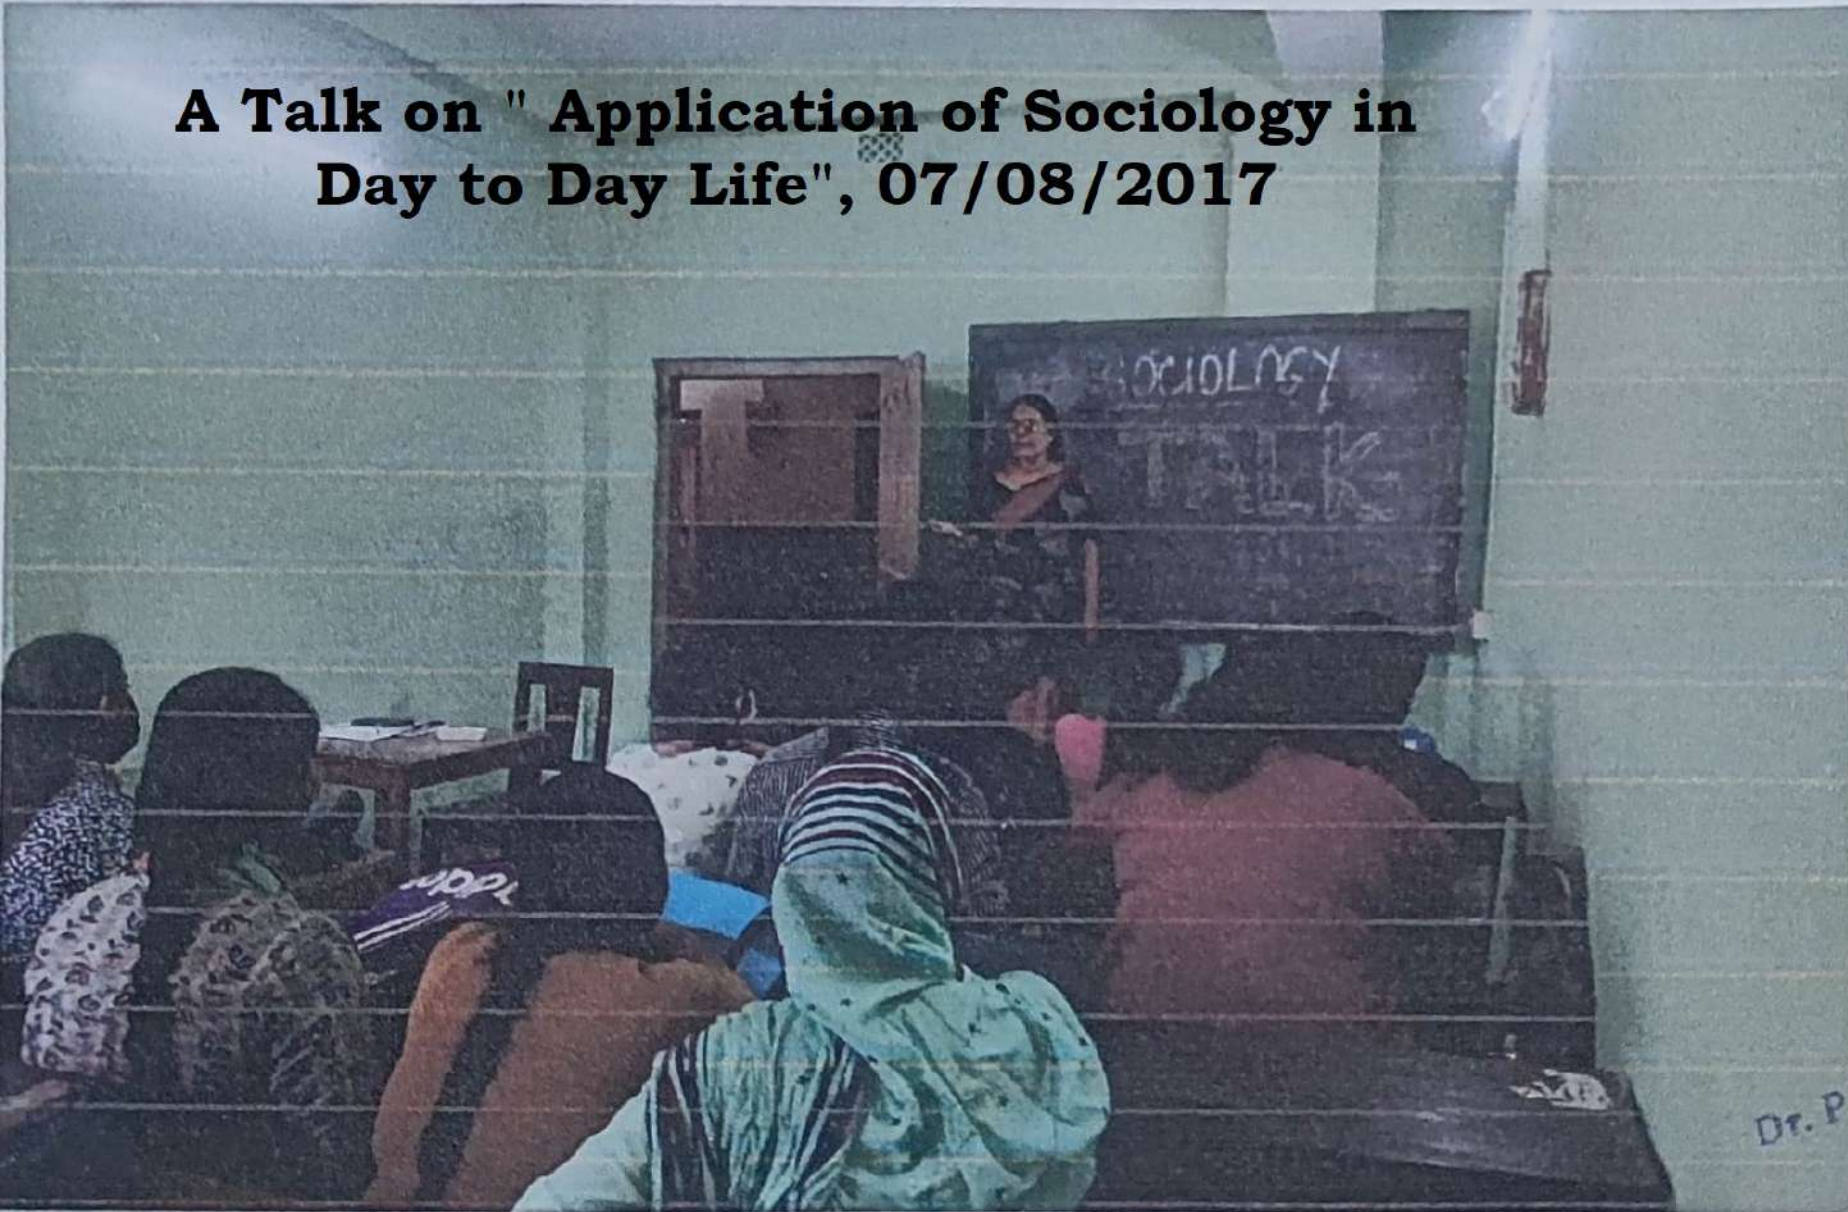 A Talk on " Application of Sociology in
Day to Day Life", 07/08/2017
SOCIOLOGY
TALK
Dr. P